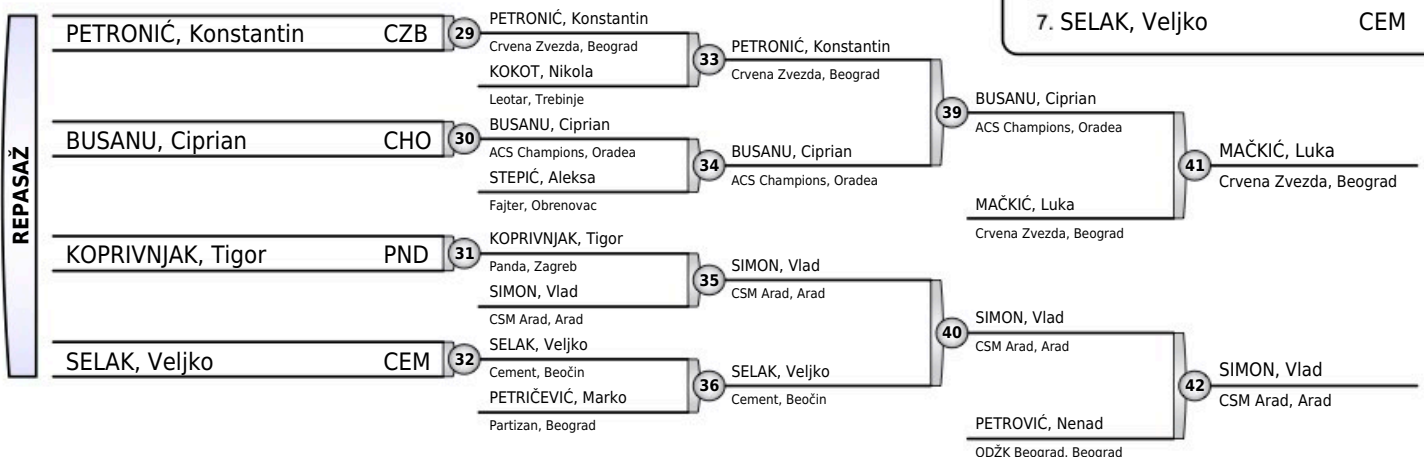 7. SELAK, Veljko CEM
REPASAŽ
PETRONIĆ, Konstantin CZB
29
BUSANU, Ciprian CHO
30
KOPRIVNJAK, Tigor PND
31
SELAK, Veljko CEM
32
PETRONIĆ, Konstantin
Crvena Zvezda, Beograd
KOKOT, Nikola
Leotar, Trebinje
33
BUSANU, Ciprian
ACS Champions, Oradea
STEPIĆ, Aleksa
Fajter, Obrenovac
34
KOPRIVNJAK, Tigor
Panda, Zagreb
SIMON, Vlad
CSM Arad, Arad
35
SELAK, Veljko
Cement, Beočin
PETRIČEVIĆ, Marko
Partizan, Beograd
36
PETRONIĆ, Konstantin
Crvena Zvezda, Beograd
BUSANU, Ciprian
ACS Champions, Oradea
39
SIMON, Vlad
CSM Arad, Arad
SELAK, Veljko
Cement, Beočin
40
BUSANU, Ciprian
ACS Champions, Oradea
MAČKIĆ, Luka
Crvena Zvezda, Beograd
41
SIMON, Vlad
CSM Arad, Arad
PETROVIĆ, Nenad
ODŽK Beograd, Beograd
42
MAČKIĆ, Luka
Crvena Zvezda, Beograd
SIMON, Vlad
CSM Arad, Arad